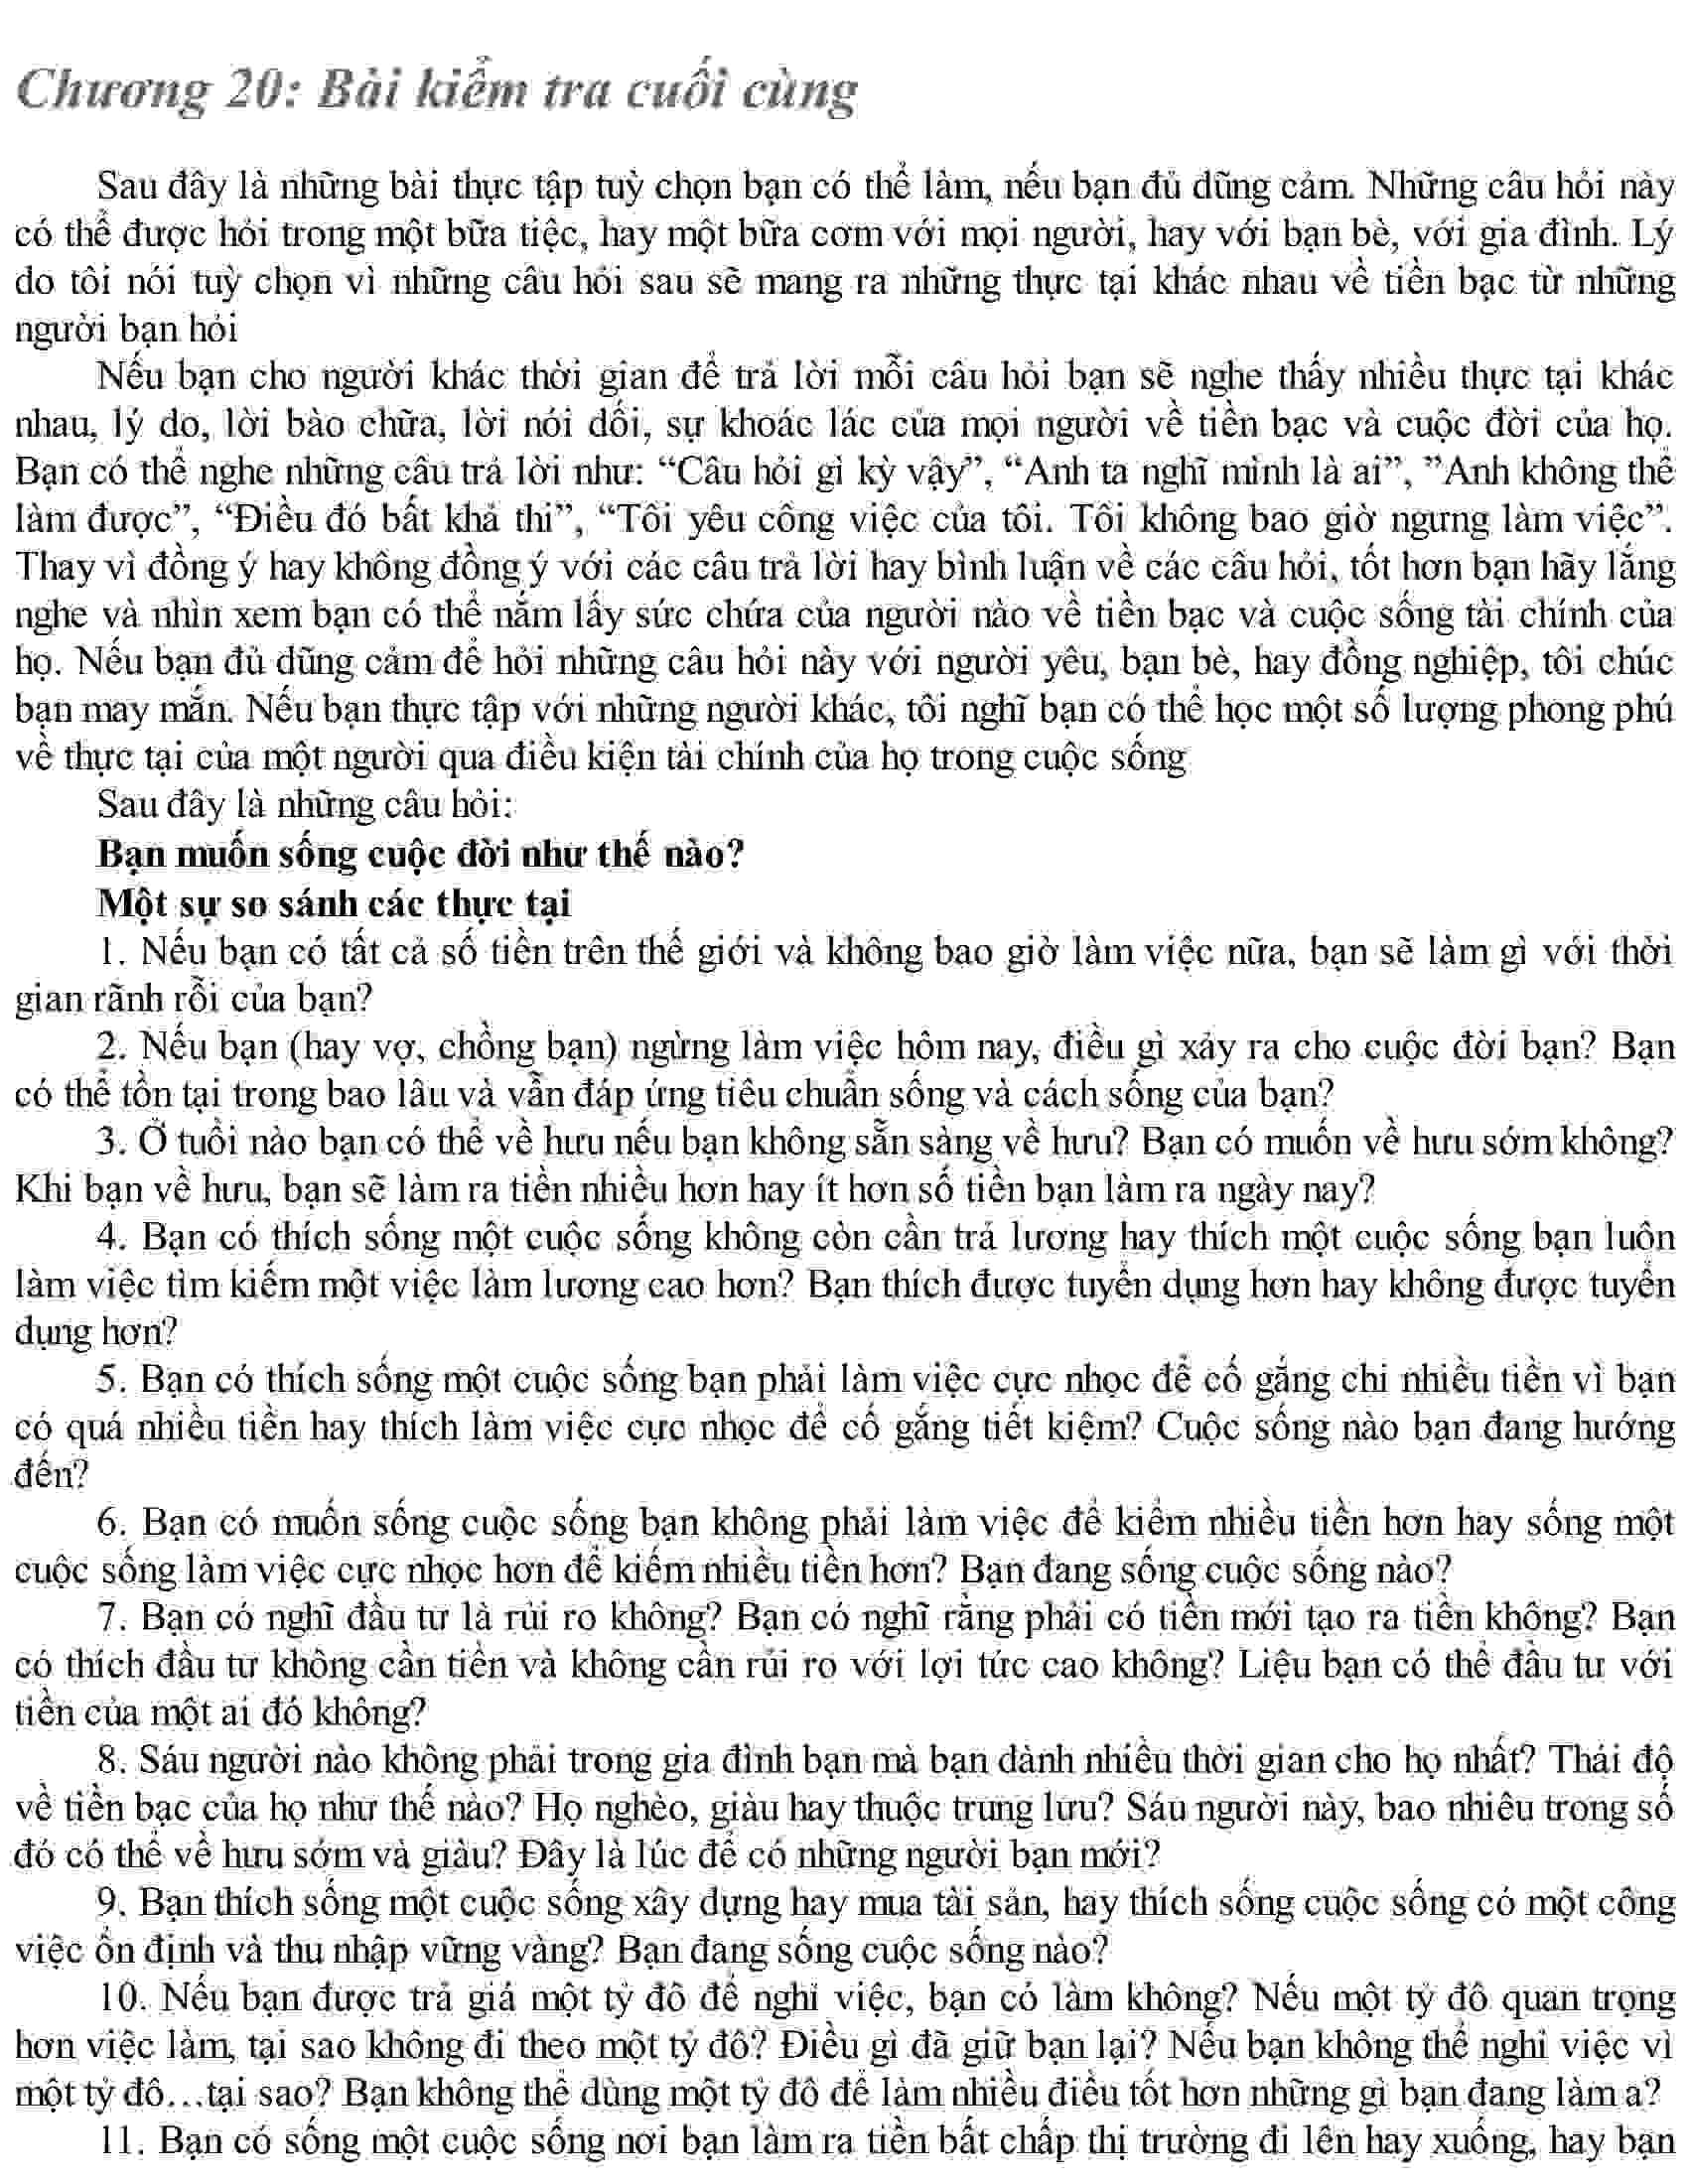 Chương 20: Bài kiểm tra cuối cùng
Sau đây là những bài thực tập tuỳ chọn bạn có thể làm, nếu bạn đủ dũng cảm. Những câu hỏi này
có thể được hỏi trong một bữa tiệc, hay một bữa cơm với mọi người, hay với bạn bè, với gia đình. Lý
do tôi nói tuỳ chọn vì những câu hỏi sau sẽ mang ra những thực tại khác nhau về tiền bạc từ những
người bạn hỏi
Nếu bạn cho người khác thời gian để trả lời mỗi câu hỏi bạn sẽ nghe thấy nhiều thực tại khác
nhau, lý do, lời bào chữa, lời nói dối, sự khoác lác của mọi người về tiền bạc và cuộc đời của họ.
Bạn có thể nghe những câu trả lời như: “Câu hỏi gì kỳ vậy”, “Anh ta nghĩ mình là ai”, ”Anh không thể
làm được”, “Điều đó bất khả thi”, “Tôi yêu công việc của tôi. Tôi không bao giờ ngưng làm việc”.
Thay vì đồng ý hay không đồng ý với các câu trả lời hay bình luận về các câu hỏi, tốt hơn bạn hãy lắng
nghe và nhìn xem bạn có thể nắm lấy sức chứa của người nào về tiền bạc và cuộc sống tài chính của
họ. Nếu bạn đủ dũng cảm để hỏi những câu hỏi này với người yêu, bạn bè, hay đồng nghiệp, tôi chúc
bạn may mắn. Nếu bạn thực tập với những người khác, tôi nghĩ bạn có thể học một số lượng phong phú
về thực tại của một người qua điều kiện tài chính của họ trong cuộc sống
Sau đây là những câu hỏi:
Bạn muốn sống cuộc đời như thế nào?
Một sự so sánh các thực tại
1. Nếu bạn có tất cả số tiền trên thế giới và không bao giờ làm việc nữa, bạn sẽ làm gì với thời
gian rãnh rỗi của bạn?
2. Nếu bạn (hay vợ, chồng bạn) ngừng làm việc hôm nay, điều gì xảy ra cho cuộc đời bạn? Bạn
có thể tồn tại trong bao lâu và vẫn đáp ứng tiêu chuẩn sống và cách sống của bạn?
3. Ở tuổi nào bạn có thể về hưu nếu bạn không sẵn sàng về hưu? Bạn có muốn về hưu sớm không?
Khi bạn về hưu, bạn sẽ làm ra tiền nhiều hơn hay ít hơn số tiền bạn làm ra ngày nay?
4. Bạn có thích sống một cuộc sống không còn cần trả lương hay thích một cuộc sống bạn luôn
làm việc tìm kiếm một việc làm lương cao hơn? Bạn thích được tuyển dụng hơn hay không được tuyển
dụng hơn?
5. Bạn có thích sống một cuộc sống bạn phải làm việc cực nhọc để cố gắng chi nhiều tiền vì bạn
có quá nhiều tiền hay thích làm việc cực nhọc để cố gắng tiết kiệm? Cuộc sống nào bạn đang hướng
đến?
6. Bạn có muốn sống cuộc sống bạn không phải làm việc để kiếm nhiều tiền hơn hay sống một
cuộc sống làm việc cực nhọc hơn để kiếm nhiều tiền hơn? Bạn đang sống cuộc sống nào?
7. Bạn có nghĩ đầu tư là rủi ro không? Bạn có nghĩ rằng phải có tiền mới tạo ra tiền không? Bạn
có thích đầu tư không cần tiền và không cần rủi ro với lợi tức cao không? Liệu bạn có thể đầu tư với
tiền của một ai đó không?
8. Sáu người nào không phải trong gia đình bạn mà bạn dành nhiều thời gian cho họ nhất? Thái độ
về tiền bạc của họ như thế nào? Họ nghèo, giàu hay thuộc trung lưu? Sáu người này, bao nhiêu trong số
đó có thể về hưu sớm và giàu? Đây là lúc để có những người bạn mới?
9. Bạn thích sống một cuộc sống xây dựng hay mua tài sản, hay thích sống cuộc sống có một công
việc ổn định và thu nhập vững vàng? Bạn đang sống cuộc sống nào?
10. Nếu bạn được trả giá một tỷ đô để nghỉ việc, bạn có làm không? Nếu một tỷ đô quan trọng
hơn việc làm, tại sao không đi theo một tỷ đô? Điều gì đã giữ bạn lại? Nếu bạn không thể nghỉ việc vì
một tỷ đô…tại sao? Bạn không thể dùng một tỷ đô để làm nhiều điều tốt hơn những gì bạn đang làm a?
11. Bạn có sống một cuộc sống nơi bạn làm ra tiền bất chấp thị trường đi lên hay xuống, hay bạn